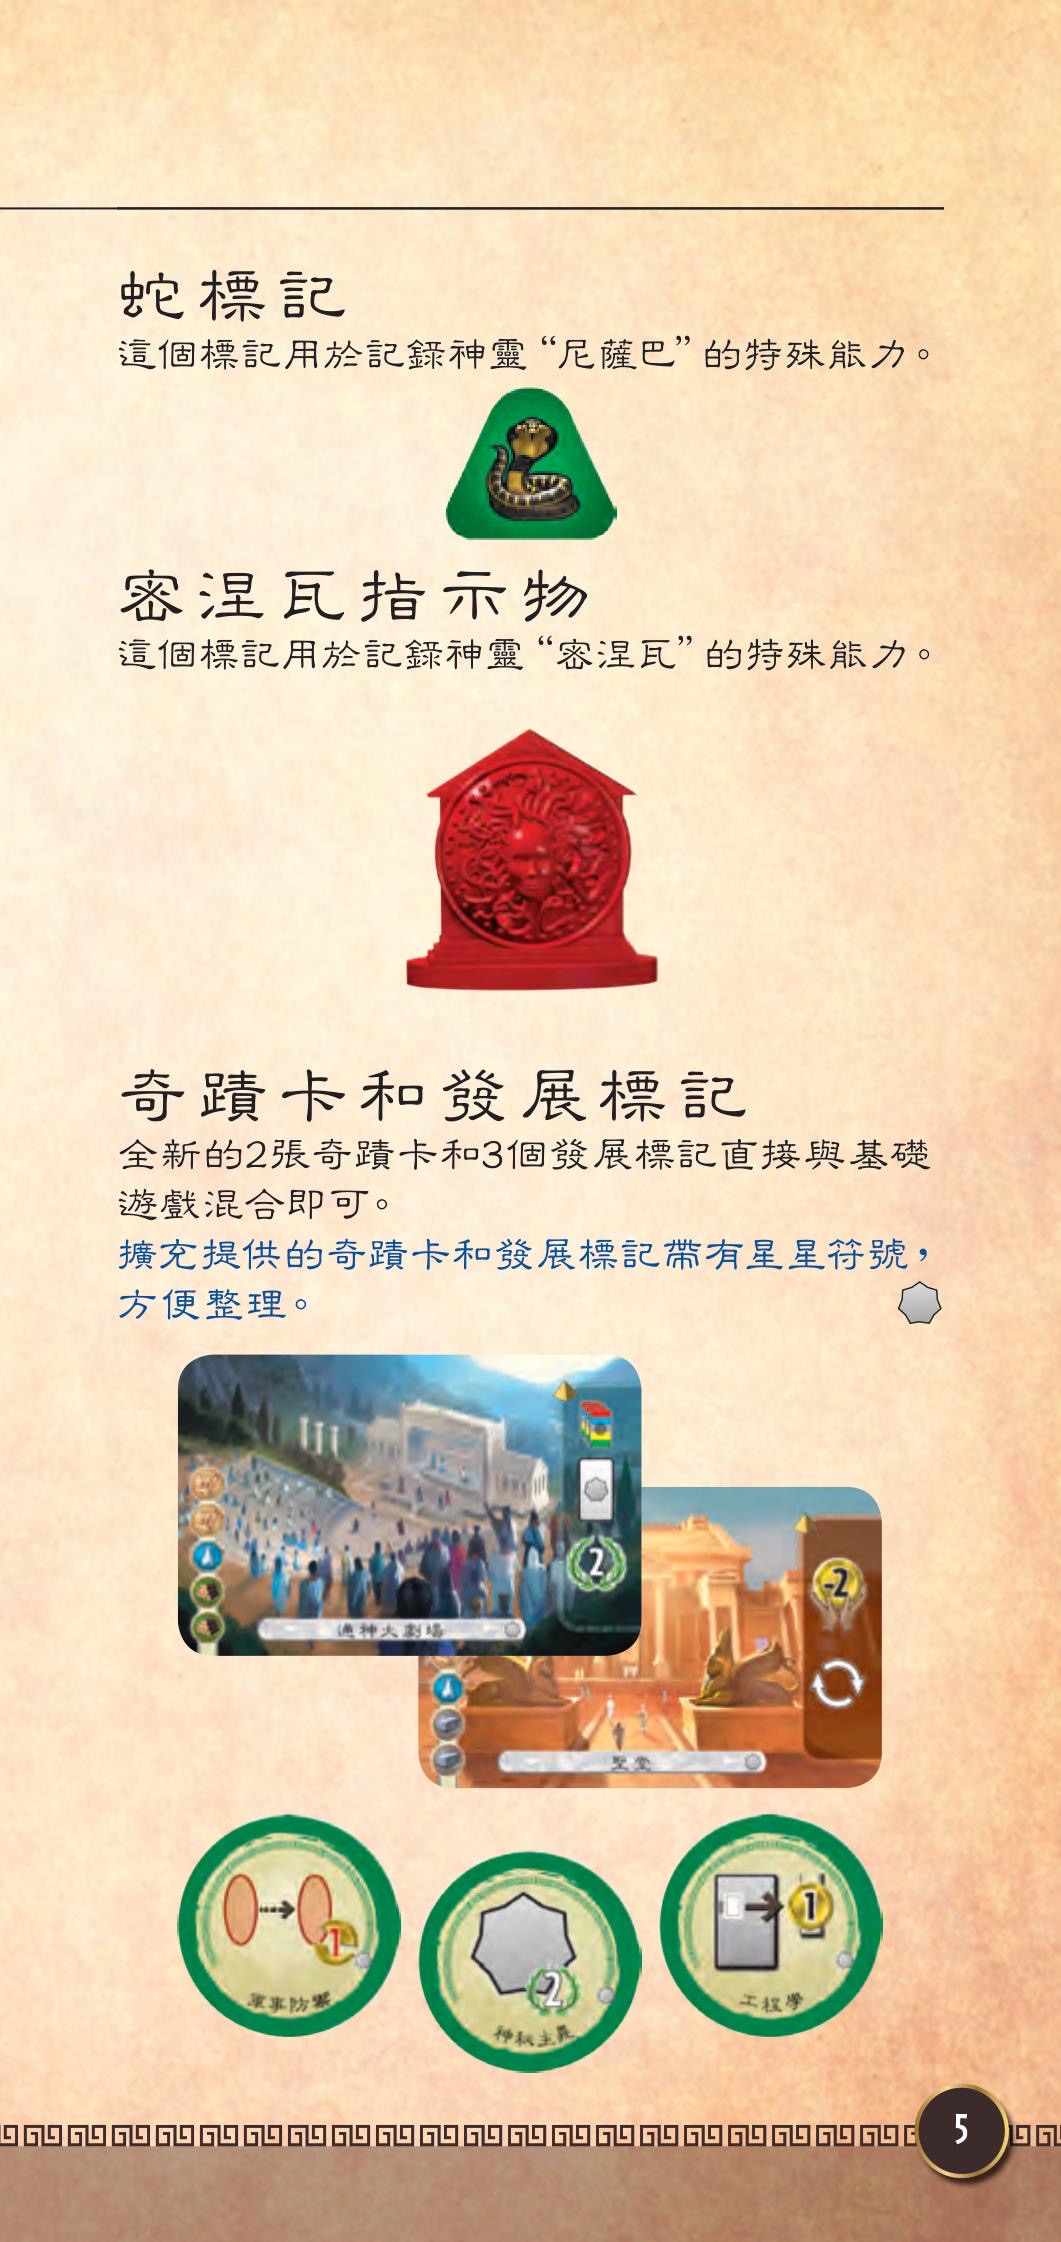 蛇標記
這個標記用於記錄神靈“尼薩巴”的特殊能力。
密涅瓦指示物
這個標記用於記錄神靈“密涅瓦”的特殊能力。
奇蹟卡和發展標記
全新的2張奇蹟卡和3個發展標記直接與基礎
遊戲混合即可。
擴充提供的奇蹟卡和發展標記帶有星星符號，
方便整理。
2
通神大劇場
-2
聖堂
1
軍事防禦
2
神秘主義
1
工程學
5